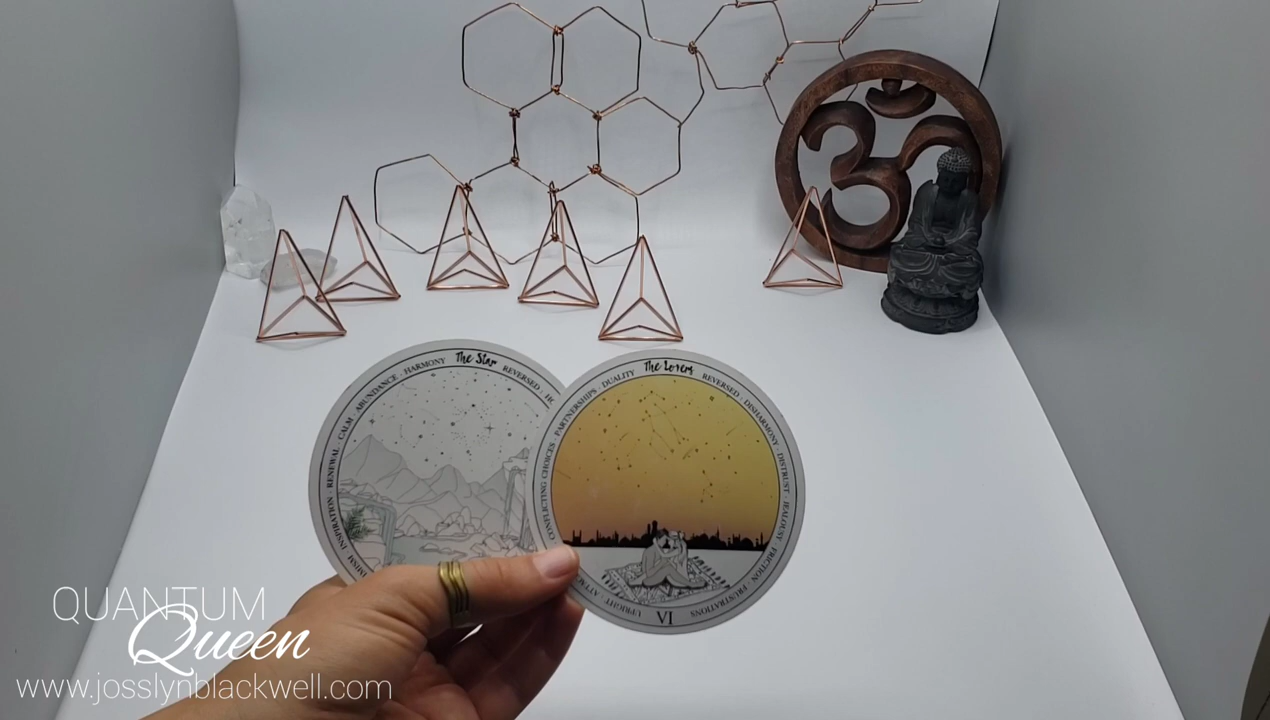 The Star
OPTIMISM · INSPIRATION · RENEWAL · CALM · ABUNDANCE · HARMONY
REVERSED :
The Lovers
CONFLICTING CHOICES · PARTNERSHIPS · DUALITY
REVERSED · DISHARMONY · DISTRUST · JEALOUSY · FRICTION · FRUSTRATIONS
UPRIGHT
VI
QUANTUM
Queen
www.josslynblackwell.com